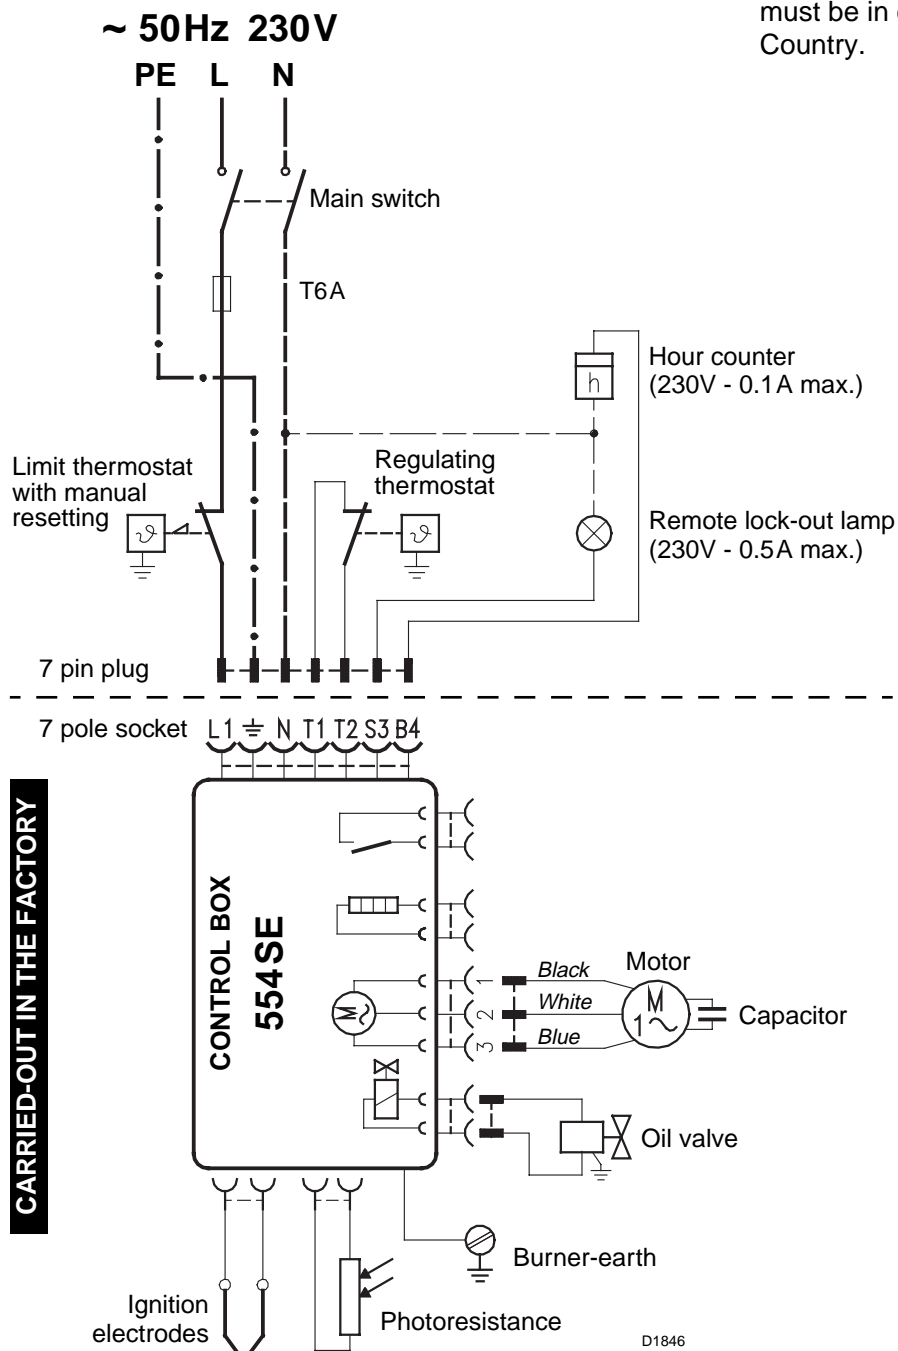 must be in
Country.
~ 50Hz 230V
PE L N
Main switch
T6A
Hour counter
(230V - 0.1A max.)
h
Limit thermostat
with manual
resetting
Regulating
thermostat
ϑ
ϑ
Remote lock-out lamp
(230V - 0.5A max.)
7 pin plug
7 pole socket
L1 N T1 T2 S3 B4
CARRIED-OUT IN THE FACTORY
CONTROL BOX
554SE
M~
1
2
3
Black
White
Blue
Motor
M
1~
Capacitor
Oil valve
Burner-earth
Ignition
electrodes
Photoresistance
D1846